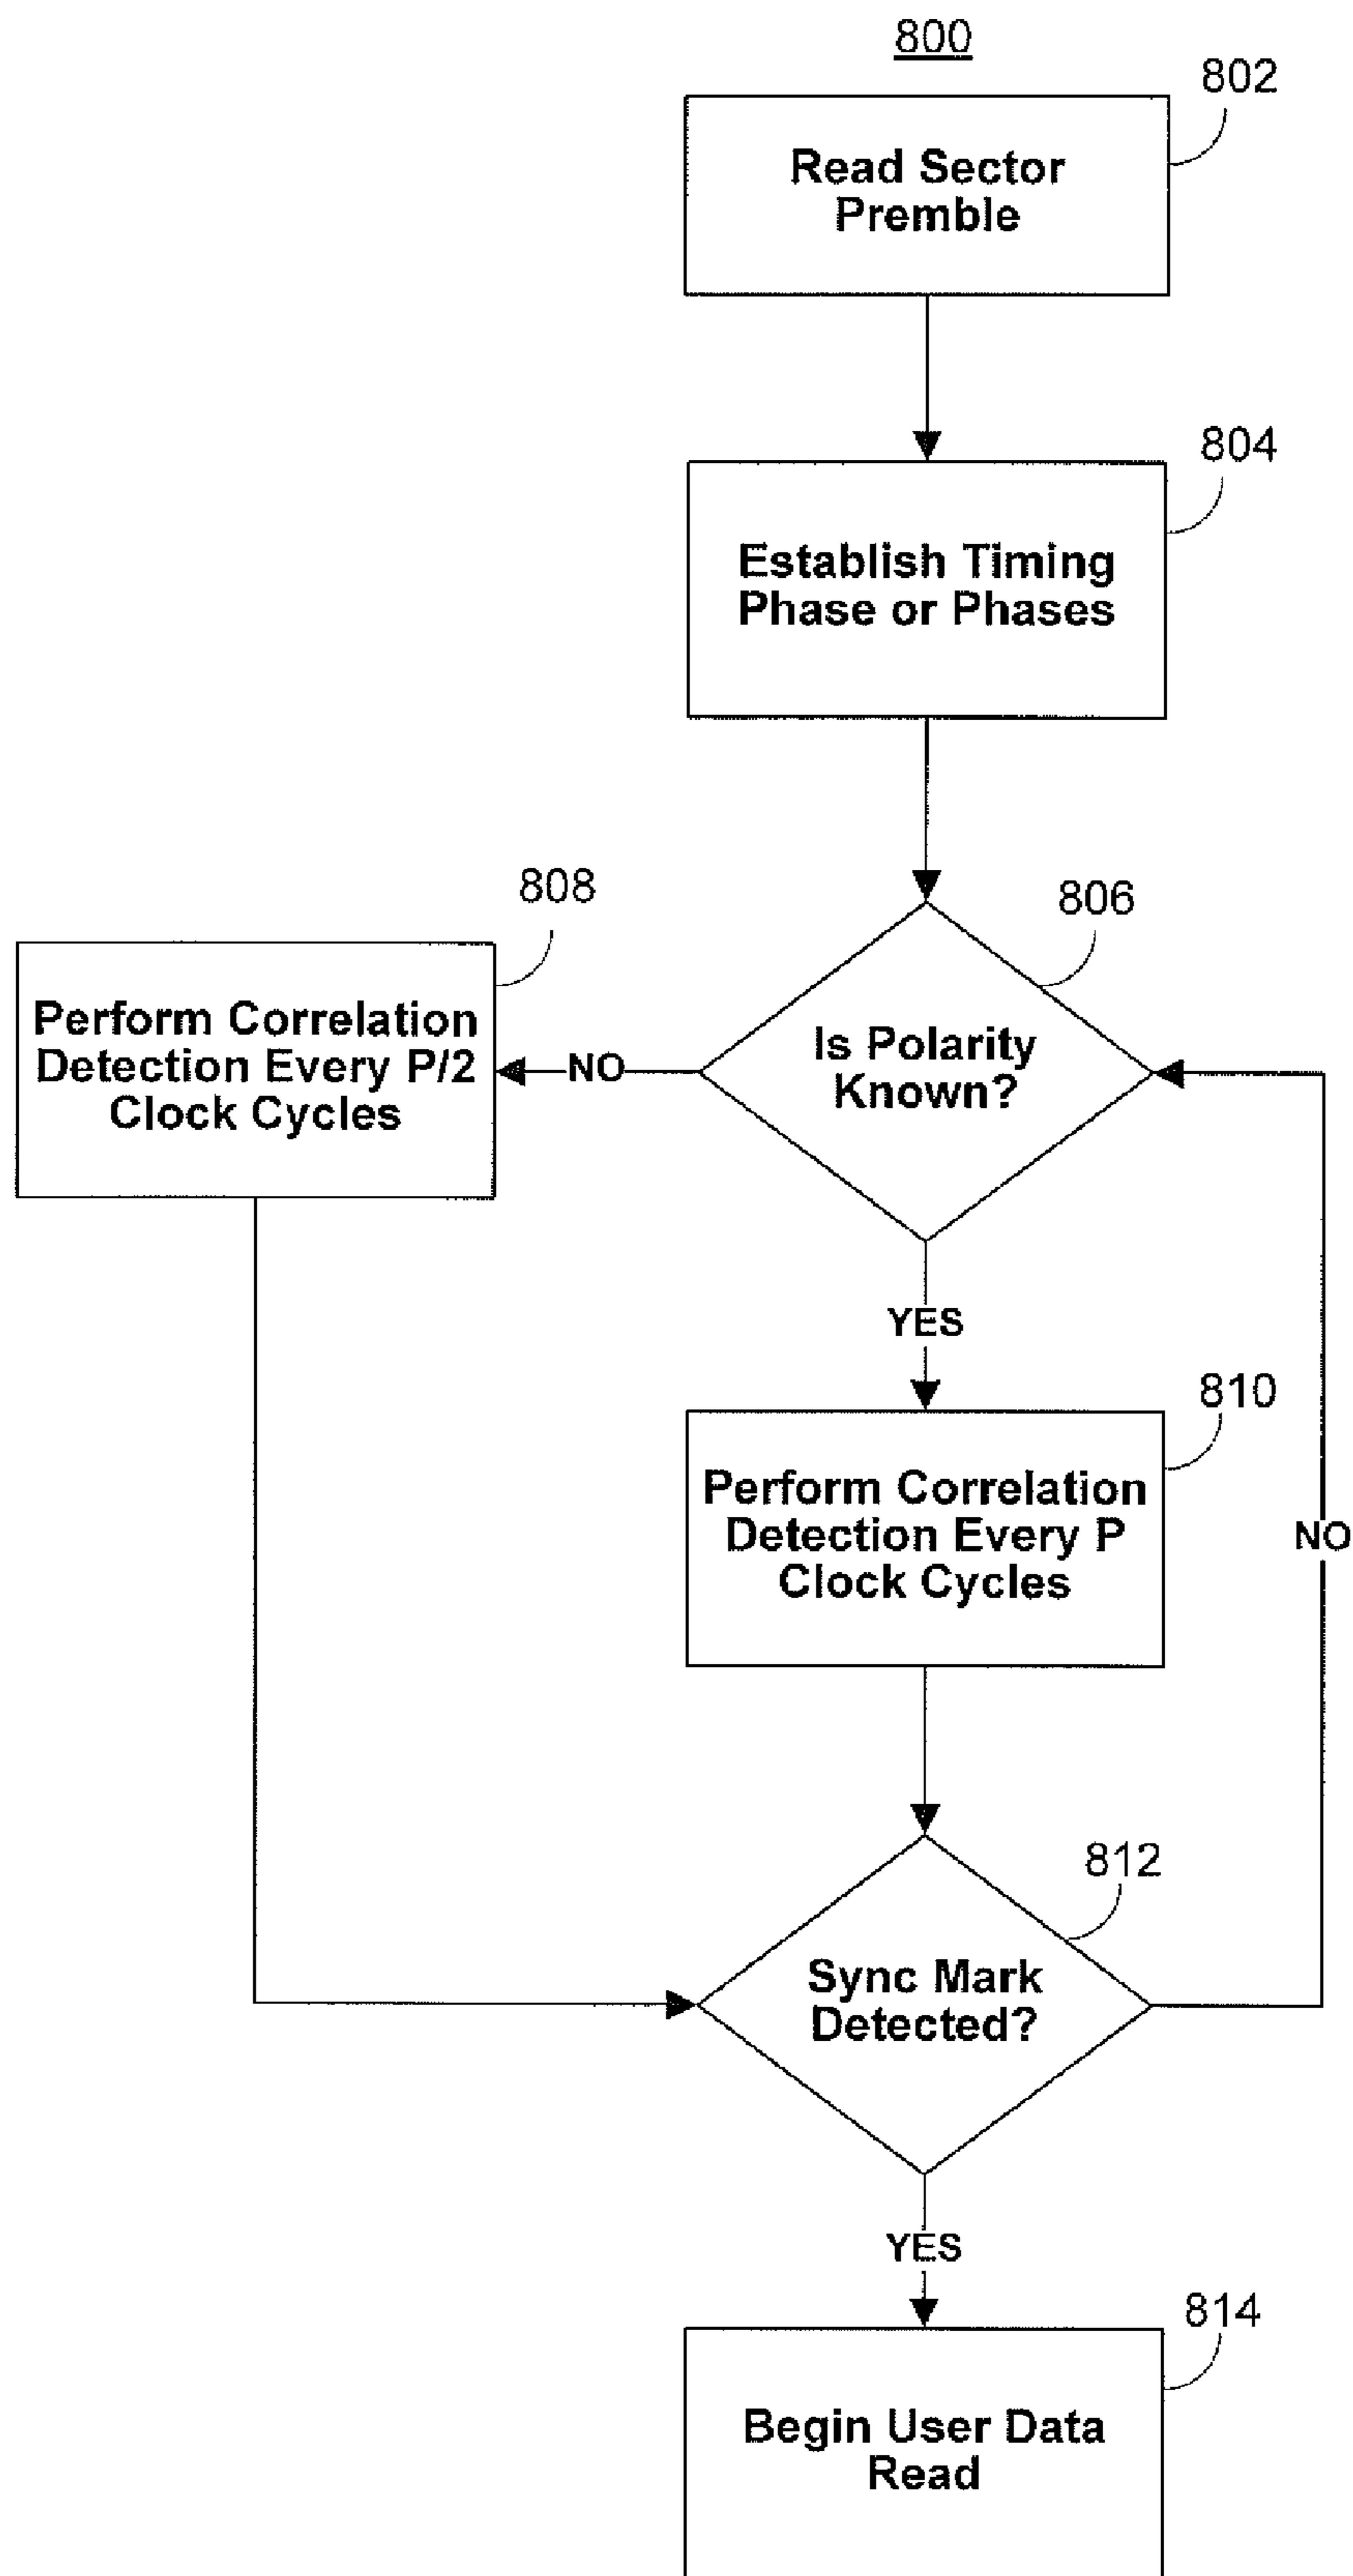 800
802
Read Sector
Premble
804
Establish Timing
Phase or Phases
806
Is Polarity
Known?
808
Perform Correlation
Detection Every P/2
Clock Cycles
NO
YES
810
Perform Correlation
Detection Every P
Clock Cycles
NO
812
Sync Mark
Detected?
YES
814
Begin User Data
Read